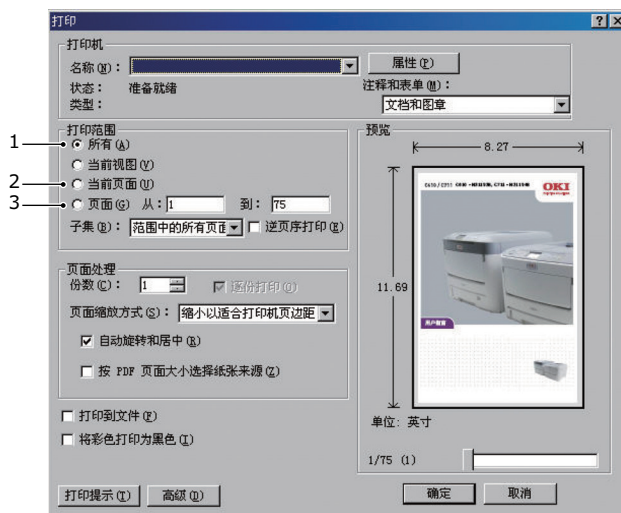 打印
打印机
名称(N):
属性(P)
状态: 准备就绪
注释和表单(M):
类型:
文档和图章
打印范围
1
所有(A)
当前视图(V)
2
当前页面(U)
3
页面(G) 从: 1 到: 75
子集(B): 范围中的所有页面
逆页序打印(E)
页面处理
份数(C): 1
逐份打印(O)
页面缩放方式(S): 缩小以适合打印机页边距
自动旋转和居中(R)
按 PDF 页面大小选择纸张来源(Z)
打印到文件(F)
将彩色打印为黑色(I)
打印提示(T)
高级(D)
预览
8.27
11.69
OKI
用户指南
单位: 英寸
1/75 (1)
确定
取消